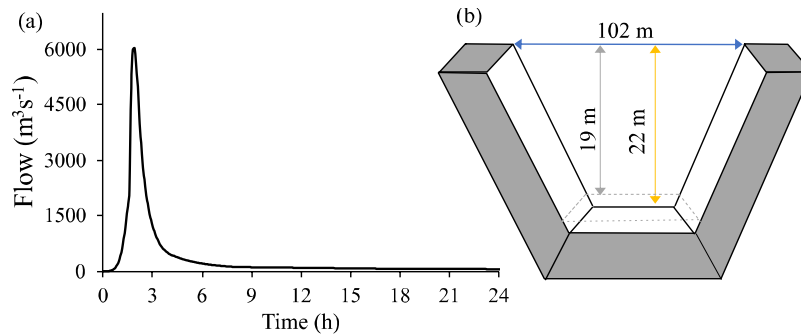 (a)
Flow (m³s⁻¹)
6000
4500
3000
1500
0
0 3 6 9 12 15 18 21 24
Time (h)
(b)
102 m
19 m
22 m